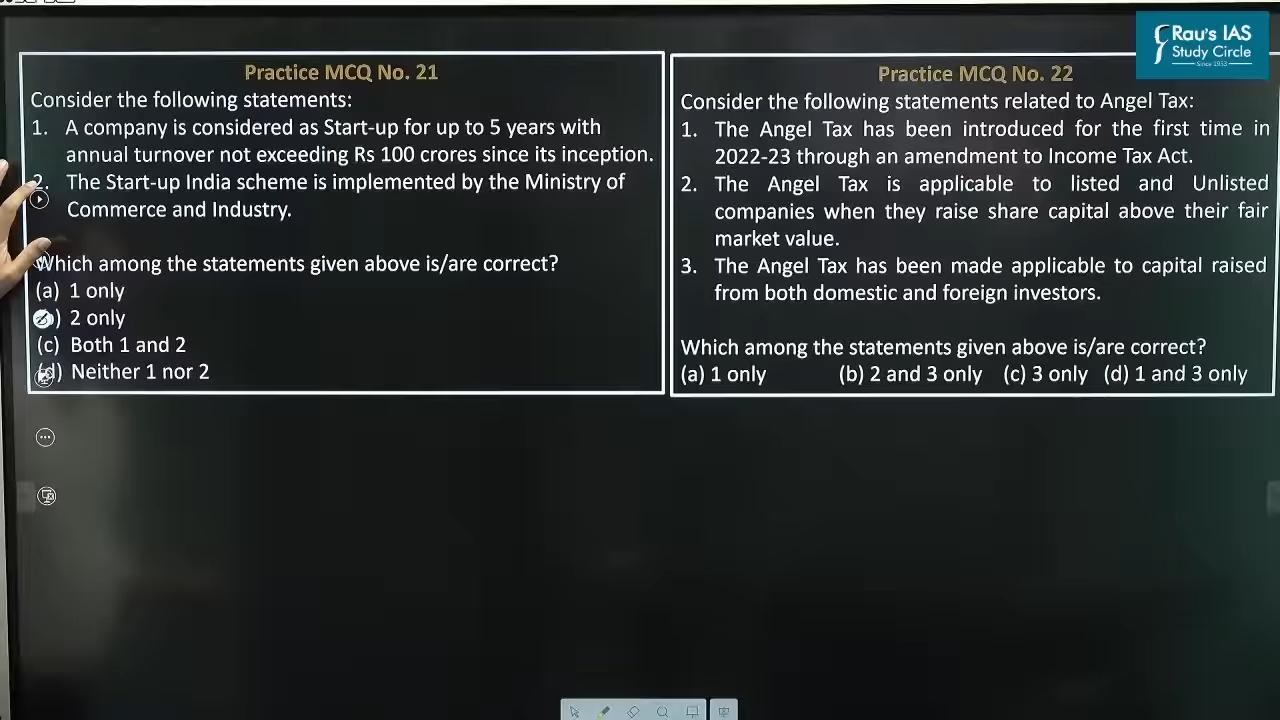 Rau's IAS
Study Circle
Since 1953
Practice MCQ No. 21
Consider the following statements:
1. A company is considered as Start-up for up to 5 years with
annual turnover not exceeding Rs 100 crores since its inception.
2. The Start-up India scheme is implemented by the Ministry of
Commerce and Industry.
Which among the statements given above is/are correct?
(a) 1 only
) 2 only
(c) Both 1 and 2
(d) Neither 1 nor 2
Practice MCQ No. 22
Consider the following statements related to Angel Tax:
1. The Angel Tax has been introduced for the first time in
2022-23 through an amendment to Income Tax Act.
2. The Angel Tax is applicable to listed and Unlisted
companies when they raise share capital above their fair
market value.
3. The Angel Tax has been made applicable to capital raised
from both domestic and foreign investors.
Which among the statements given above is/are correct?
(a) 1 only (b) 2 and 3 only (c) 3 only (d) 1 and 3 only